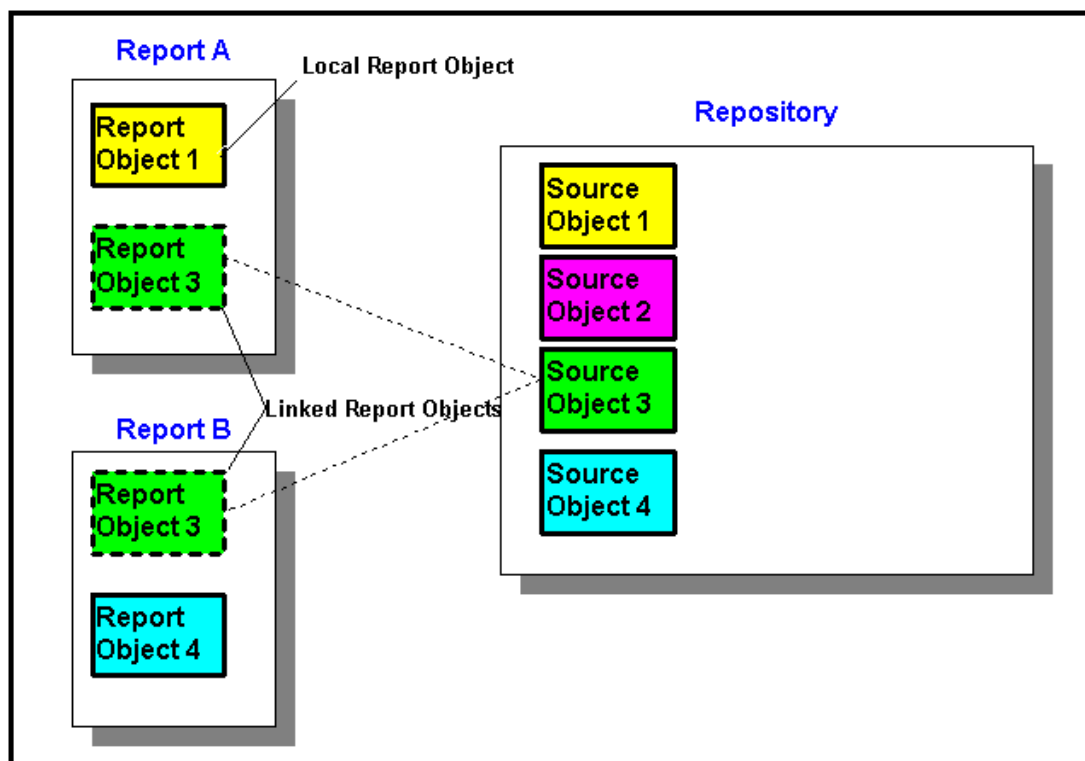 Report A
Local Report Object
Report
Object 1
Report
Object 3
Linked Report Objects
Report B
Report
Object 3
Report
Object 4
Repository
Source
Object 1
Source
Object 2
Source
Object 3
Source
Object 4